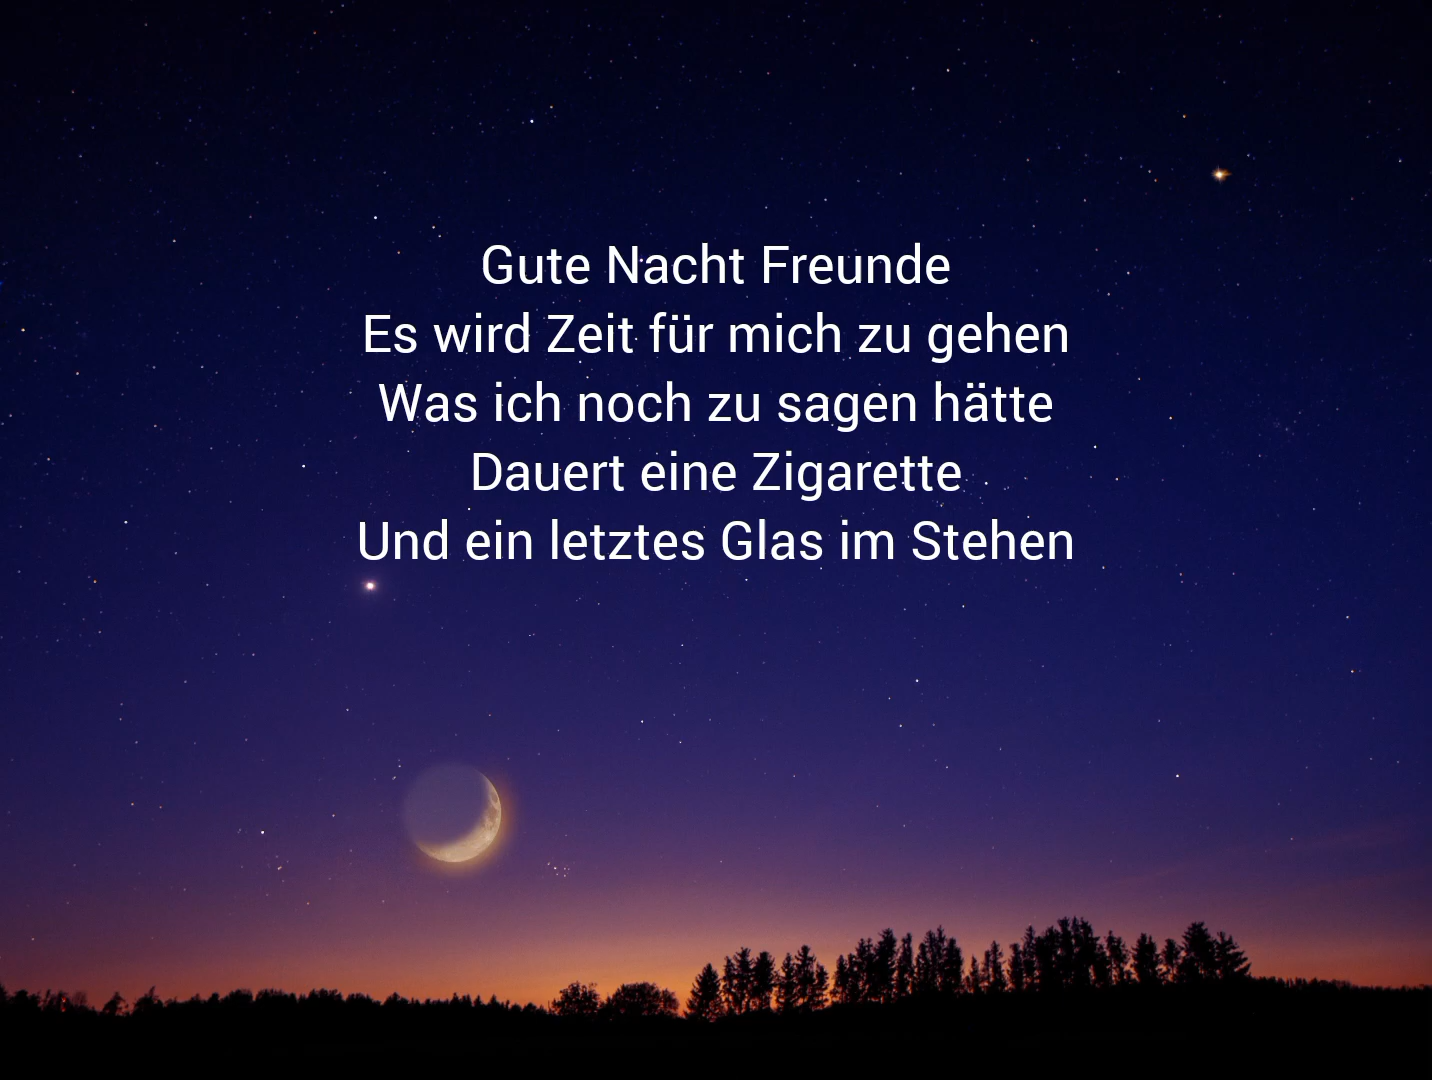 Gute Nacht Freunde
Es wird Zeit für mich zu gehen
Was ich noch zu sagen hätte
Dauert eine Zigarette
Und ein letztes Glas im Stehen